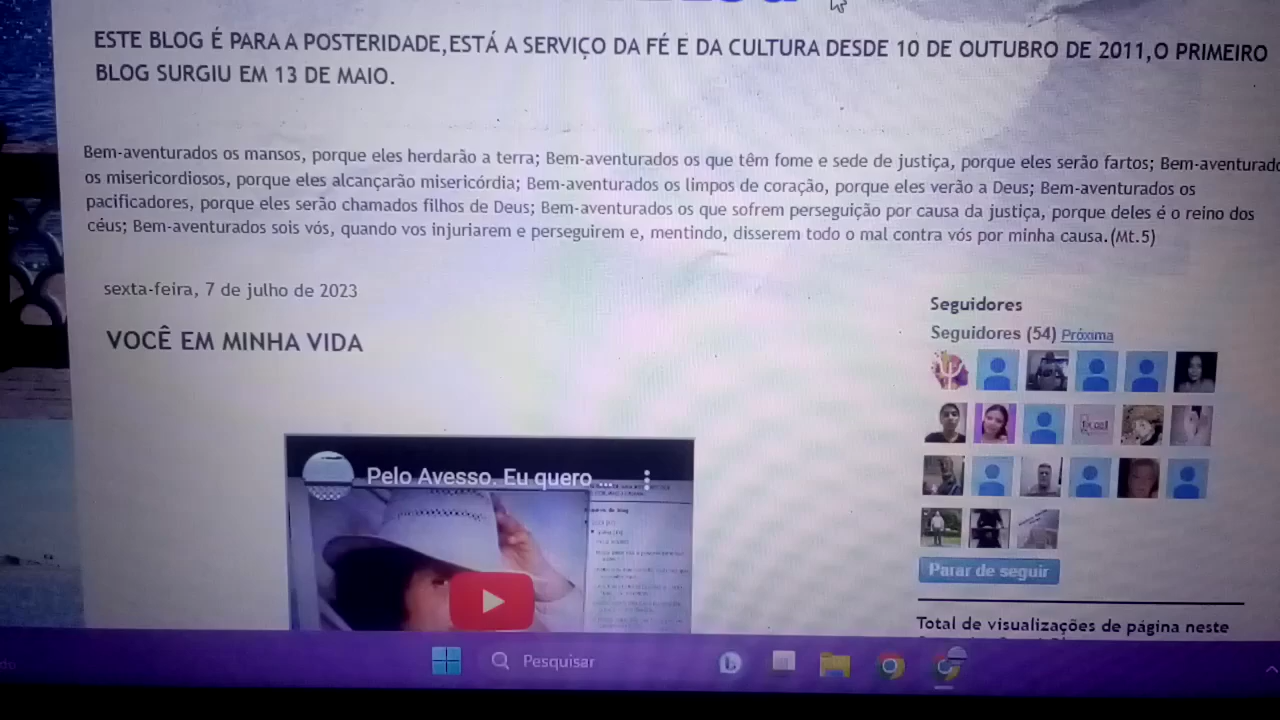 ESTE BLOG É PARA A POSTERIDADE,ESTÁ A SERVIÇO DA FÉ E DA CULTURA DESDE 10 DE OUTUBRO DE 2011,O PRIMEIRO
BLOG SURGIU EM 13 DE MAIO.
Bem-aventurados os mansos, porque eles herdarão a terra; Bem-aventurados os que têm fome e sede de justiça, porque eles serão fartos; Bem-aventurado
os misericordiosos, porque eles alcançarão misericórdia; Bem-aventurados os limpos de coração, porque eles verão a Deus; Bem-aventurados os
pacificadores, porque eles serão chamados filhos de Deus; Bem-aventurados os que sofrem perseguição por causa da justiça, porque deles é o reino dos
céus; Bem-aventurados sois vós, quando vos injuriarem e perseguirem e, mentindo, disserem todo o mal contra vós por minha causa.(Mt.5)
sexta-feira, 7 de julho de 2023
VOCÊ EM MINHA VIDA
Pelo Avesso. Eu quero ...
Seguidores
Seguidores (54) Próxima
Parar de seguir
Total de visualizações de página neste
Pesquisar